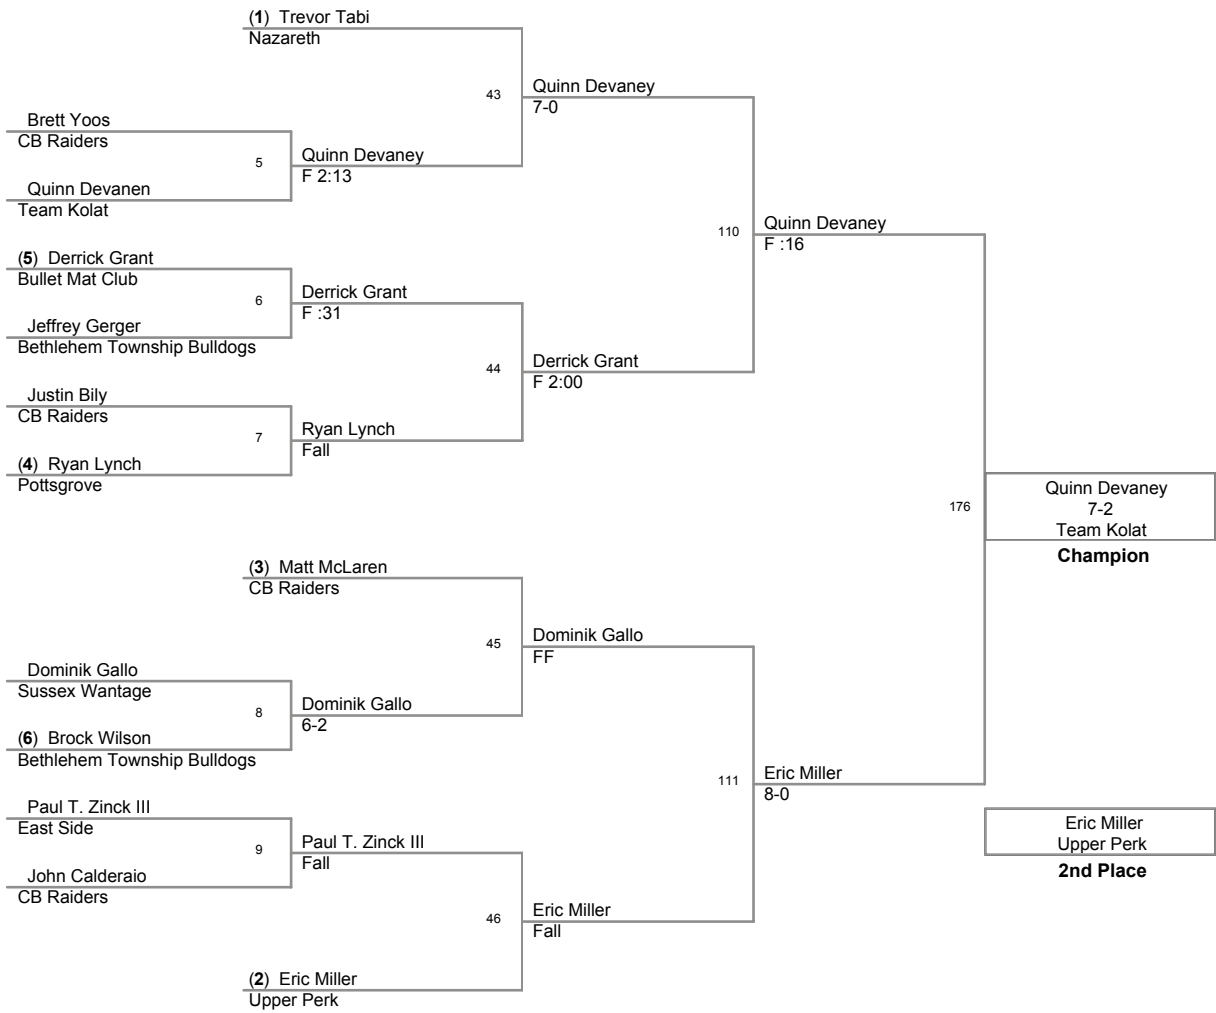 (1) Trevor Tabi
Nazareth
43
Quinn Devaney
7-0
Brett Yoos
CB Raiders
5
Quinn Devaney
F 2:13
Quinn Devanen
Team Kolat
110
Quinn Devaney
F :16
(5) Derrick Grant
Bullet Mat Club
6
Derrick Grant
F :31
Jeffrey Gerger
Bethlehem Township Bulldogs
44
Derrick Grant
F 2:00
Justin Bily
CB Raiders
7
Ryan Lynch
Fall
(4) Ryan Lynch
Pottsgrove
176
Quinn Devaney
7-2
Team Kolat
Champion
(3) Matt McLaren
CB Raiders
45
Dominik Gallo
FF
Dominik Gallo
Sussex Wantage
8
Dominik Gallo
6-2
(6) Brock Wilson
Bethlehem Township Bulldogs
111
Eric Miller
8-0
Paul T. Zinck III
East Side
9
Paul T. Zinck III
Fall
John Calderaio
CB Raiders
46
Eric Miller
Fall
(2) Eric Miller
Upper Perk
Eric Miller
Upper Perk
2nd Place